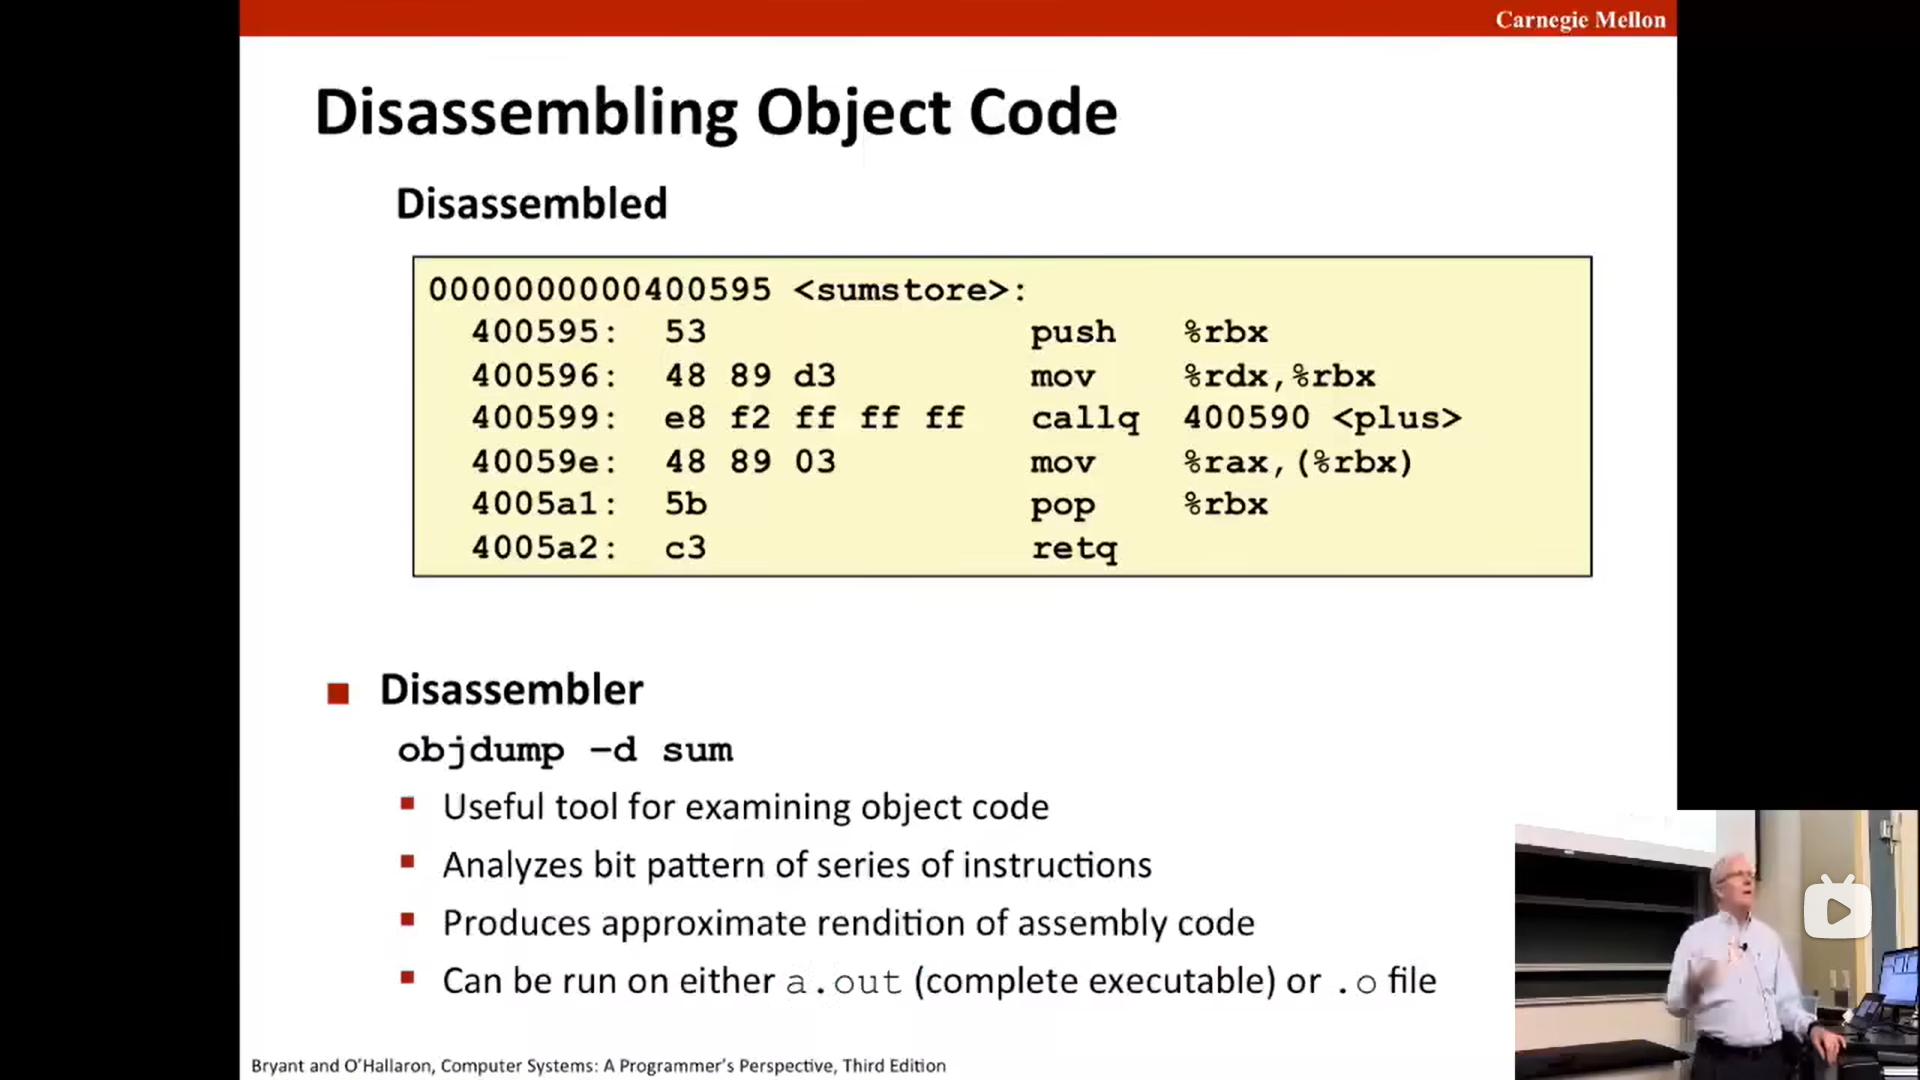 Carnegie Mellon
Disassembling Object Code
Disassembled
0000000000400595 <sumstore>:
400595: 53 push %rbx
400596: 48 89 d3 mov %rdx,%rbx
400599: e8 f2 ff ff ff callq 400590 <plus>
40059e: 48 89 03 mov %rax,(%rbx)
4005a1: 5b pop %rbx
4005a2: c3 retq
Disassembler
objdump –d sum
Useful tool for examining object code
Analyzes bit pattern of series of instructions
Produces approximate rendition of assembly code
Can be run on either a.out (complete executable) or .o file
Bryant and O’Hallaron, Computer Systems: A Programmer’s Perspective, Third Edition